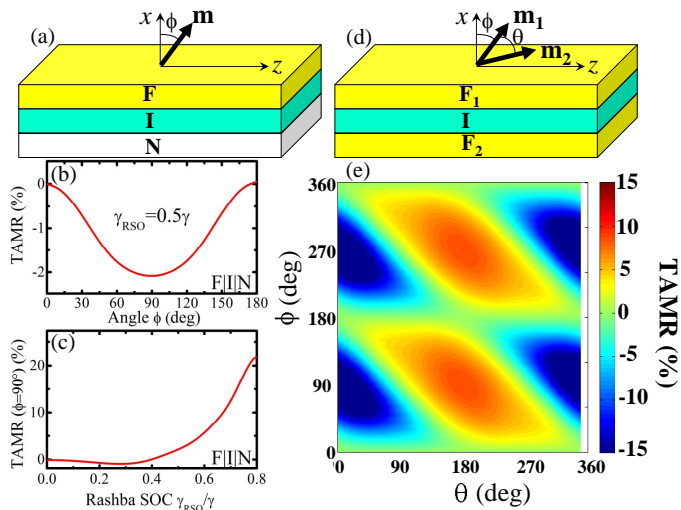 (a)
x
ϕ
m
z
F
I
N
(d)
x
ϕ
m1
θ
m2
z
F1
I
F2
(b)
TAMR (%)
0
-1
-2
γRSO=0.5γ
F|I|N
0 30 60 90 120 150 180
Angle ϕ (deg)
(c)
TAMR (ϕ=90°) (%)
20
10
0
F|I|N
0.0 0.2 0.4 0.6 0.8
Rashba SOC γRSO/γ
(e)
ϕ (deg)
360
270
180
90
0
0 90 180 270 360
θ (deg)
15
10
5
0
-5
-10
-15
TAMR (%)